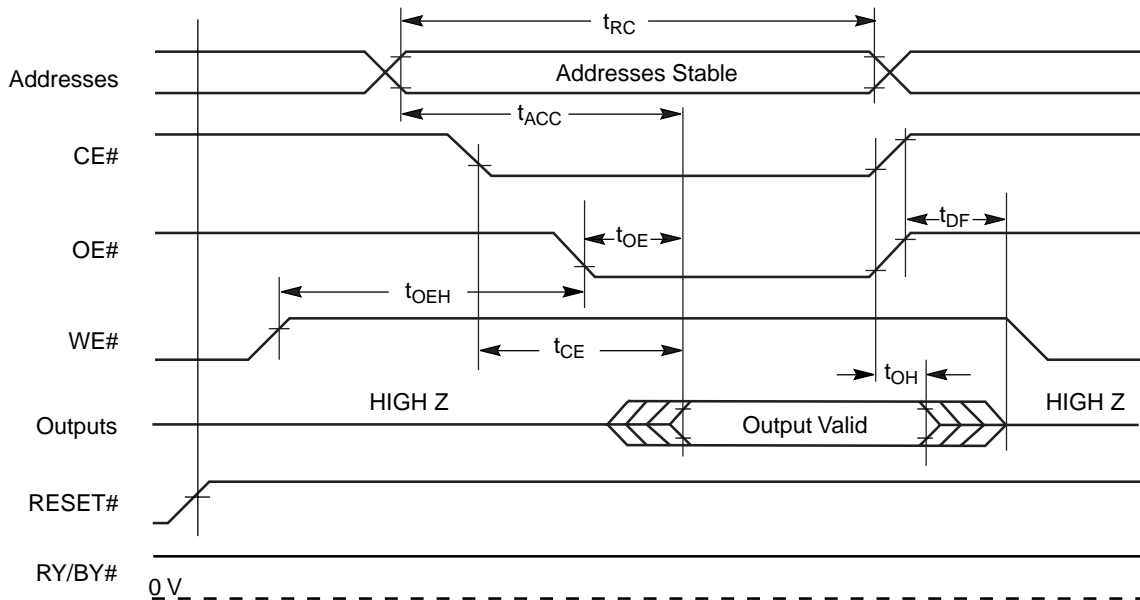 tRC
Addresses
Addresses Stable
tACC
CE#
tDF
OE#
tOE
tOEH
WE#
tCE
tOH
HIGH Z
HIGH Z
Outputs
Output Valid
RESET#
RY/BY#
0 V